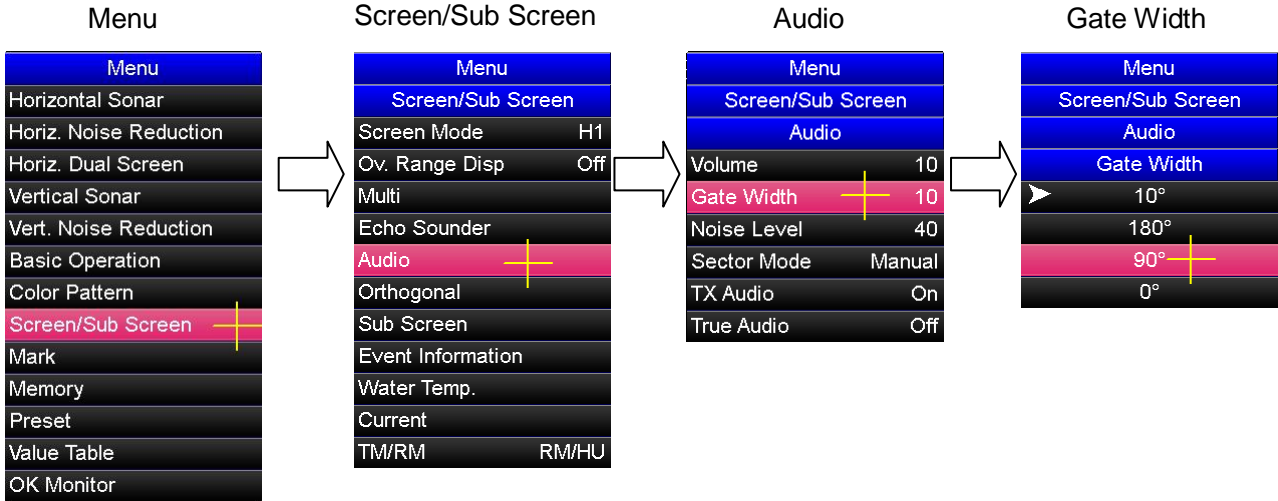 Menu
Menu
Horizontal Sonar
Horiz. Noise Reduction
Horiz. Dual Screen
Vertical Sonar
Vert. Noise Reduction
Basic Operation
Color Pattern
Screen/Sub Screen
Mark
Memory
Preset
Value Table
OK Monitor
Screen/Sub Screen
Menu
Screen/Sub Screen
Screen Mode H1
Ov. Range Disp Off
Multi
Echo Sounder
Audio
Orthogonal
Sub Screen
Event Information
Water Temp.
Current
TM/RM RM/HU
Audio
Menu
Screen/Sub Screen
Audio
Volume 10
Gate Width 10
Noise Level 40
Sector Mode Manual
TX Audio On
True Audio Off
Gate Width
Menu
Screen/Sub Screen
Audio
Gate Width
10°
180°
90°
0°